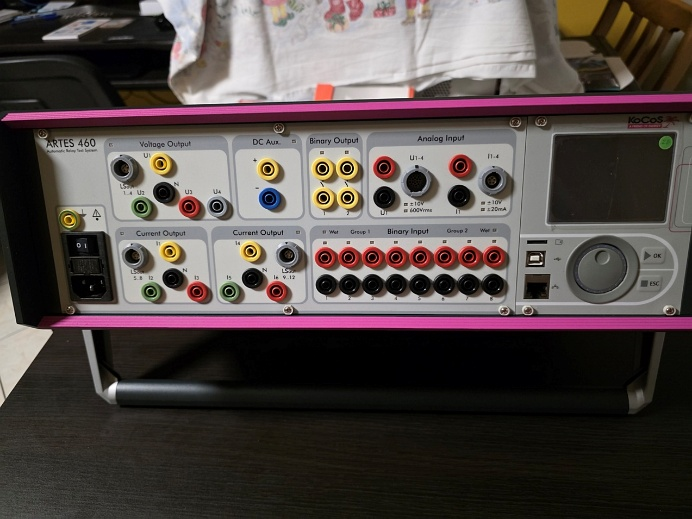 ARTES 460
Automatic Relay Test System
Voltage Output
U1
N
U2
U3
U4
1..4
DC Aux.
+
-
Binary Output
1
2
Analog Input
U1-4
I1-4
U1
I1
±10V
600Vrms
±10V
±20mA
KoCoS
Current Output
I1
N
I2
I3
5..8
Current Output
I4
N
I5
I6
9..12
Wet
Group 1
Binary Input
Group 2
Wet
1
2
3
4
5
6
7
8
0 I
OK
ESC